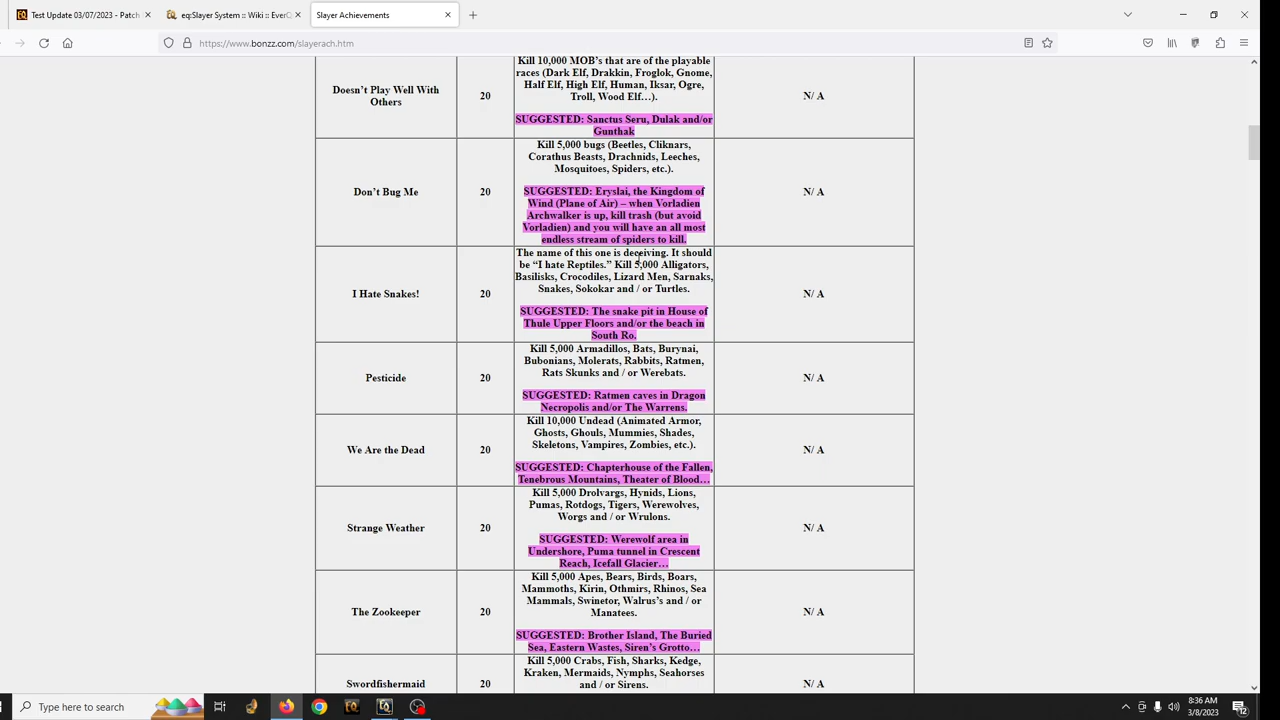 Test Update 03/07/2023 - Patch
eq:Slayer System :: Wiki :: EverQ
Slayer Achievements
https://www.bonzz.com/slayerach.htm
Doesn't Play Well With
Others
20
Kill 10,000 MOB's that are of the playable
races (Dark Elf, Drakkin, Froglok, Gnome,
Half Elf, High Elf, Human, Iksar, Ogre,
Troll, Wood Elf…).
SUGGESTED: Sanctus Seru, Dulak and/or
Gunthak
N/ A
Don't Bug Me
20
Kill 5,000 bugs (Beetles, Cliknars,
Corathus Beasts, Drachnids, Leeches,
Mosquitoes, Spiders, etc.).
SUGGESTED: Eryslai, the Kingdom of
Wind (Plane of Air) – when Vorladien
Archwalker is up, kill trash (but avoid
Vorladien) and you will have an all most
endless stream of spiders to kill.
N/ A
I Hate Snakes!
20
The name of this one is deceiving. It should
be “I hate Reptiles.” Kill 5,000 Alligators,
Basilisks, Crocodiles, Lizard Men, Sarnaks,
Snakes, Sokokar and / or Turtles.
SUGGESTED: The snake pit in House of
Thule Upper Floors and/or the beach in
South Ro.
N/ A
Pesticide
20
Kill 5,000 Armadillos, Bats, Burynai,
Bubonians, Molerats, Rabbits, Ratmen,
Rats Skunks and / or Werebats.
SUGGESTED: Ratmen caves in Dragon
Necropolis and/or The Warrens.
N/ A
We Are the Dead
20
Kill 10,000 Undead (Animated Armor,
Ghosts, Ghouls, Mummies, Shades,
Skeletons, Vampires, Zombies, etc.).
SUGGESTED: Chapterhouse of the Fallen,
Tenebrous Mountains, Theater of Blood…
N/ A
Strange Weather
20
Kill 5,000 Drolvargs, Hynids, Lions,
Pumas, Rotdogs, Tigers, Werewolves,
Worgs and / or Wrulons.
SUGGESTED: Werewolf area in
Undershore, Puma tunnel in Crescent
Reach, Icefall Glacier…
N/ A
The Zookeeper
20
Kill 5,000 Apes, Bears, Birds, Boars,
Mammoths, Kirin, Othmirs, Rhinos, Sea
Mammals, Swinetor, Walrus's and / or
Manatees.
SUGGESTED: Brother Island, The Buried
Sea, Eastern Wastes, Siren's Grotto…
N/ A
Swordfishermaid
20
Kill 5,000 Crabs, Fish, Sharks, Kedge,
Kraken, Mermaids, Nymphs, Seahorses
and / or Sirens.
N/ A
Type here to search
8:36 AM
3/8/2023
12